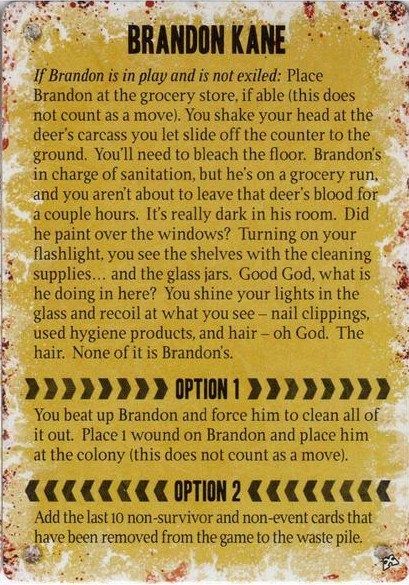 BRANDON KANE
If Brandon is in play and is not exiled: Place
Brandon at the grocery store, if able (this does
not count as a move). You shake your head at the
deer's carcass you let slide off the counter to the
ground. You'll need to bleach the floor. Brandon's
in charge of sanitation, but he's on a grocery run,
and you aren't about to leave that deer's blood for
a couple hours. It's really dark in his room. Did
he paint over the windows? Turning on your
flashlight, you see the shelves with the cleaning
supplies… and the glass jars. Good God, what is
he doing in here? You shine your lights in the
glass and recoil at what you see – nail clippings,
used hygiene products, and hair – oh God. The
hair. None of it is Brandon's.
OPTION 1
You beat up Brandon and force him to clean all of
it out. Place 1 wound on Brandon and place him
at the colony (this does not count as a move).
OPTION 2
Add the last 10 non-survivor and non-event cards that
have been removed from the game to the waste pile.